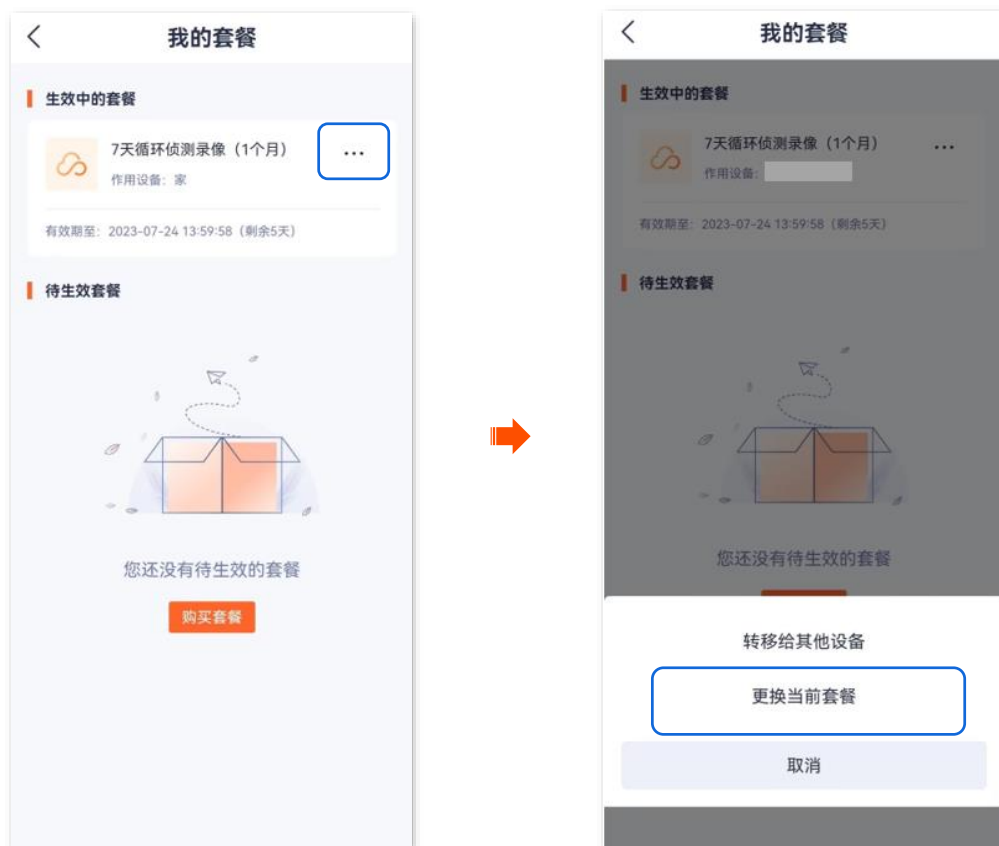 我的套餐
生效中的套餐
7天循环侦测录像（1个月）
...
作用设备：家
有效期至：2023-07-24 13:59:58（剩余5天）
待生效套餐
您还没有待生效的套餐
购买套餐
我的套餐
生效中的套餐
7天循环侦测录像（1个月）
...
作用设备：
有效期至：2023-07-24 13:59:58（剩余5天）
待生效套餐
您还没有待生效的套餐
转移给其他设备
更换当前套餐
取消